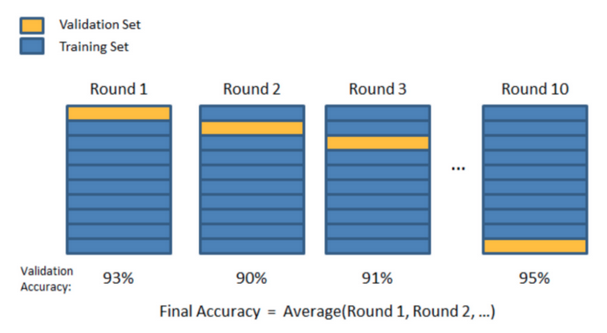 Validation Set
Training Set
Round 1 Round 2 Round 3 Round 10
...
Validation Accuracy: 93% 90% 91% 95%
Final Accuracy = Average(Round 1, Round 2, ...)